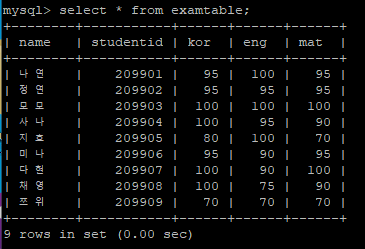 mysql> select * from examtable;
+--------+-----------+------+------+------+
| name   | studentid | kor  | eng  | mat  |
+--------+-----------+------+------+------+
| 나연   |    209901 |   95 |  100 |   95 |
| 정연   |    209902 |   95 |   95 |   95 |
| 모모   |    209903 |  100 |  100 |  100 |
| 사나   |    209904 |  100 |   95 |   90 |
| 지효   |    209905 |   80 |  100 |   70 |
| 미나   |    209906 |   95 |   90 |   95 |
| 다현   |    209907 |  100 |   90 |  100 |
| 채영   |    209908 |  100 |   75 |   90 |
| 쯔위   |    209909 |   70 |   70 |   70 |
+--------+-----------+------+------+------+
9 rows in set (0.00 sec)